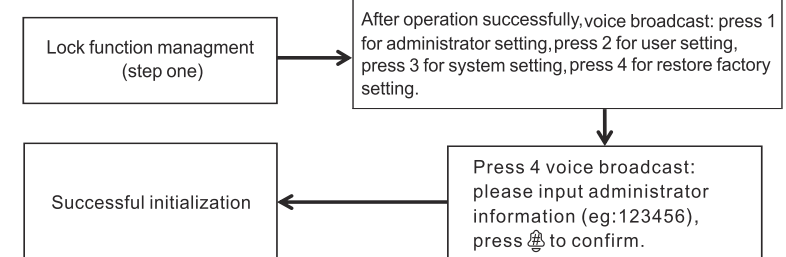 Lock function managment
(step one)
After operation successfully,voice broadcast: press 1
for administrator setting,press 2 for user setting,
press 3 for system setting,press 4 for restore factory
setting.
Press 4 voice broadcast:
please input administrator
information (eg:123456),
press # to confirm.
Successful initialization